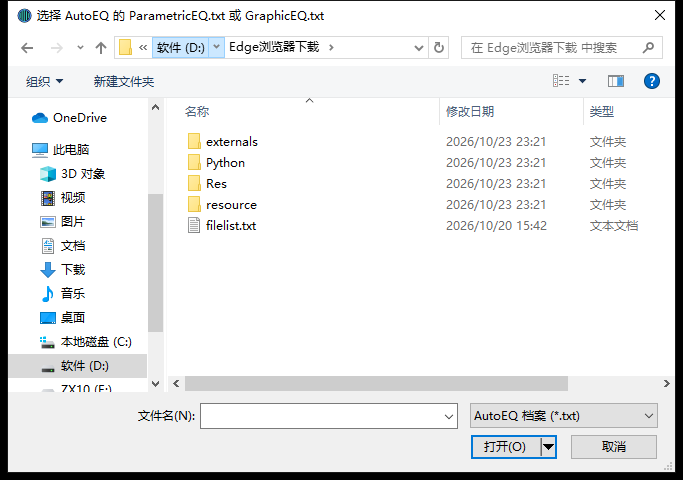 选择 AutoEQ 的 ParametricEQ.txt 或 GraphicEQ.txt
« 软件 (D:) Edge浏览器下载
在 Edge浏览器下载 中搜索
组织 新建文件夹
名称 修改日期 类型
OneDrive
此电脑
3D 对象
视频
图片
文档
下载
音乐
桌面
本地磁盘 (C:)
软件 (D:)
ZX10 (E:)
externals 2026/10/23 23:21 文件夹
Python 2026/10/23 23:21 文件夹
Res 2026/10/23 23:21 文件夹
resource 2026/10/23 23:21 文件夹
filelist.txt 2026/10/20 15:42 文本文档
文件名(N):
AutoEQ 档案 (*.txt)
打开(O) 取消